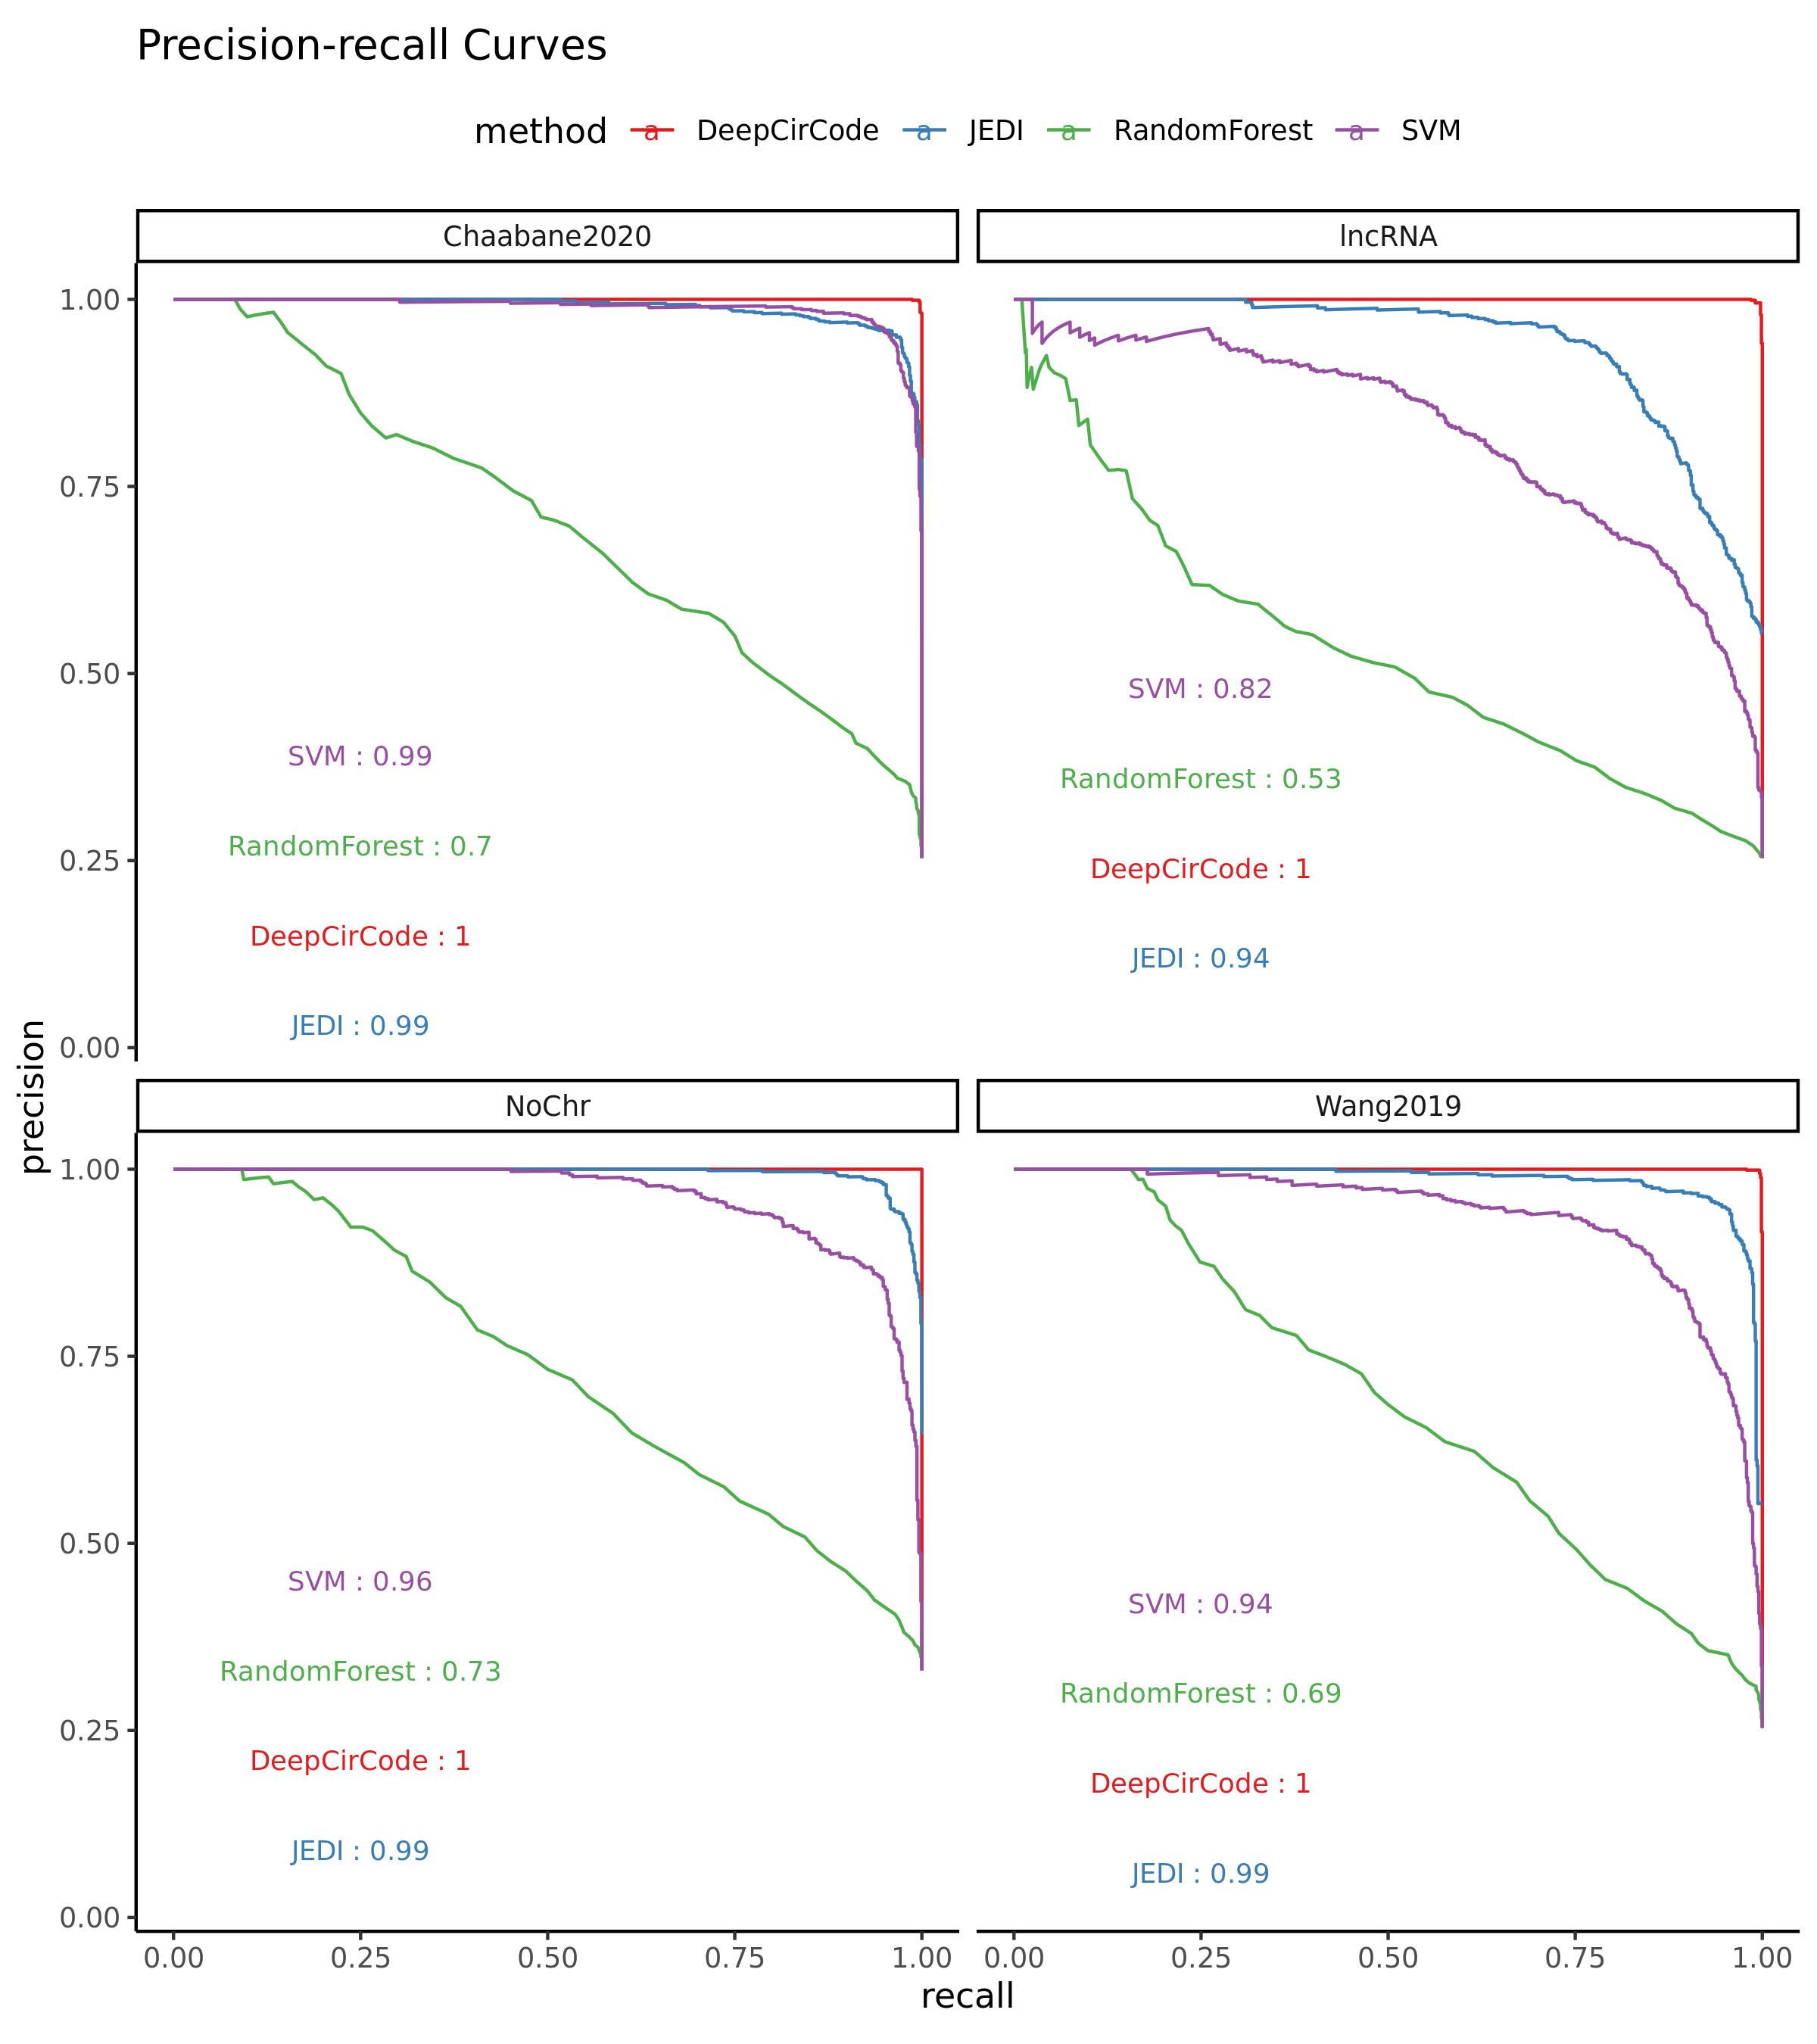 Precision-recall Curves
method a DeepCirCode a JEDI a RandomForest a SVM
Chaabane2020
1.00
0.75
0.50
0.25
0.00
SVM : 0.99
RandomForest : 0.7
DeepCirCode : 1
JEDI : 0.99
lncRNA
SVM : 0.82
RandomForest : 0.53
DeepCirCode : 1
JEDI : 0.94
precision
NoChr
1.00
0.75
0.50
0.25
0.00
SVM : 0.96
RandomForest : 0.73
DeepCirCode : 1
JEDI : 0.99
0.00 0.25 0.50 0.75 1.00
Wang2019
SVM : 0.94
RandomForest : 0.69
DeepCirCode : 1
JEDI : 0.99
0.00 0.25 0.50 0.75 1.00
recall